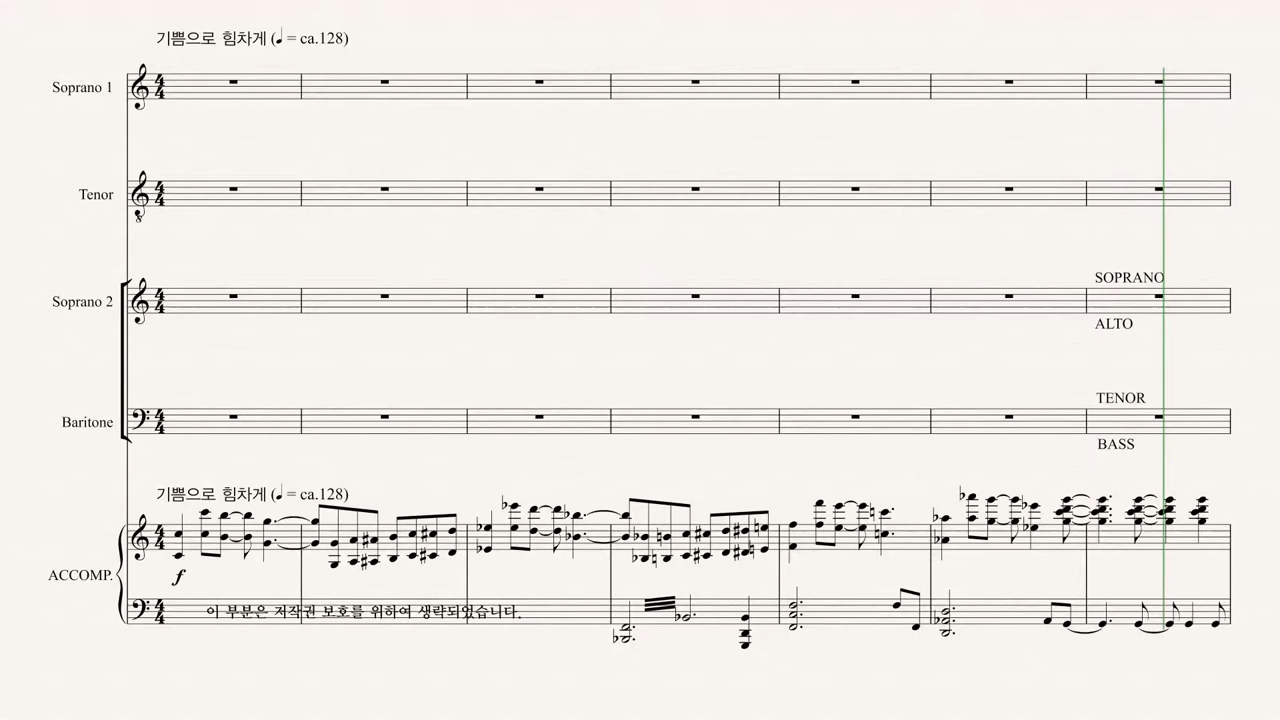 기쁨으로 힘차게 (♩ = ca.128)
Soprano 1
Tenor
SOPRANO
Soprano 2
ALTO
TENOR
Baritone
BASS
기쁨으로 힘차게 (♩ = ca.128)
f
ACCOMP.
이 부분은 저작권 보호를 위하여 생략되었습니다.